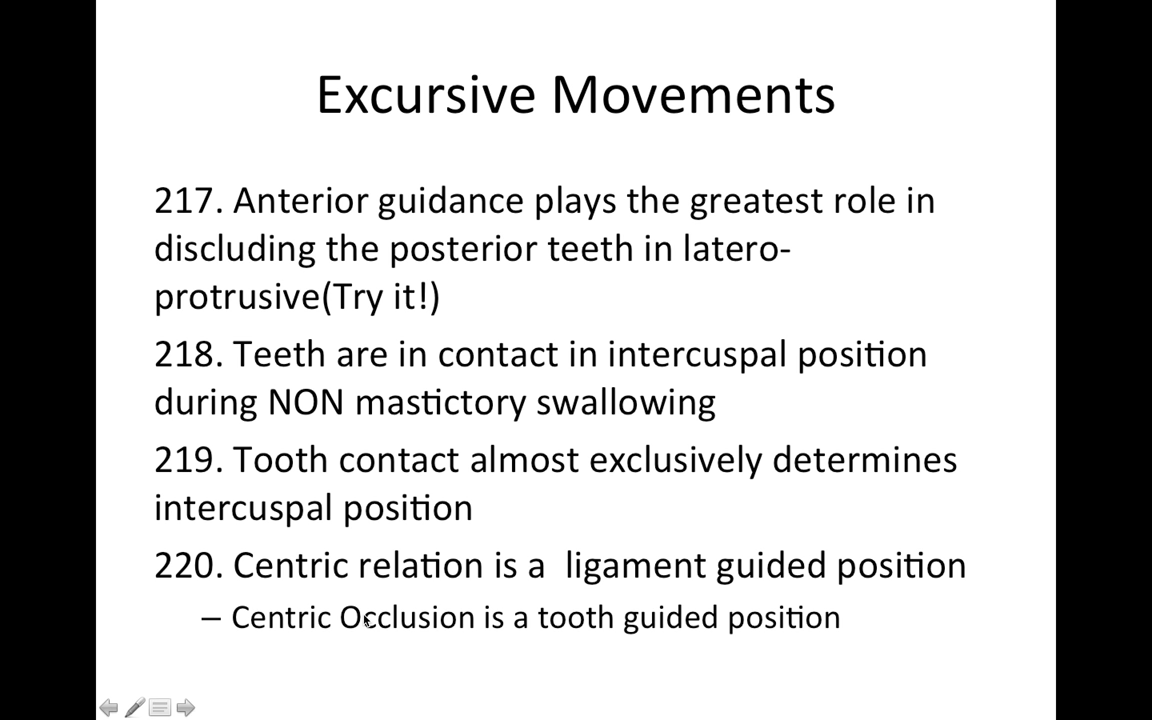 Excursive Movements
217. Anterior guidance plays the greatest role in
discluding the posterior teeth in latero-
protrusive(Try it!)
218. Teeth are in contact in intercuspal position
during NON mastictory swallowing
219. Tooth contact almost exclusively determines
intercuspal position
220. Centric relation is a  ligament guided position
– Centric Occlusion is a tooth guided position